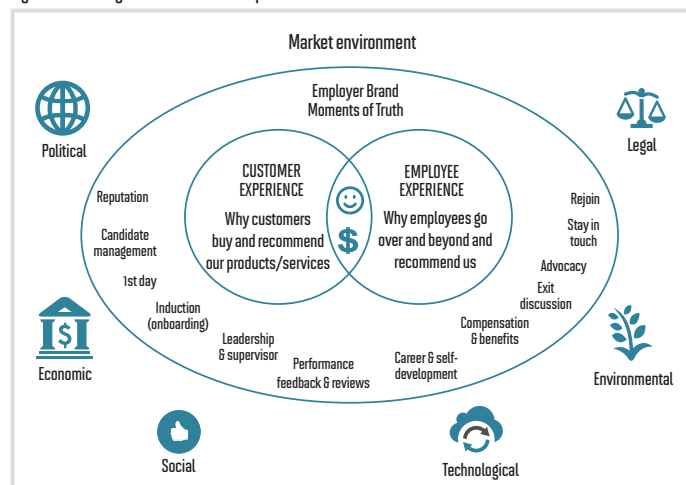 Market environment
Employer Brand
Moments of Truth
Political
Legal
CUSTOMER
EXPERIENCE
Why customers
buy and recommend
our products/services
$
EMPLOYEE
EXPERIENCE
Why employees go
over and beyond and
recommend us
Reputation
Candidate
management
1st day
Induction
(onboarding)
Leadership
& supervisor
Performance
feedback & reviews
Career & self-
development
Compensation
& benefits
Exit
discussion
Advocacy
Stay in
touch
Rejoin
$
Economic
Environmental
Social
Technological